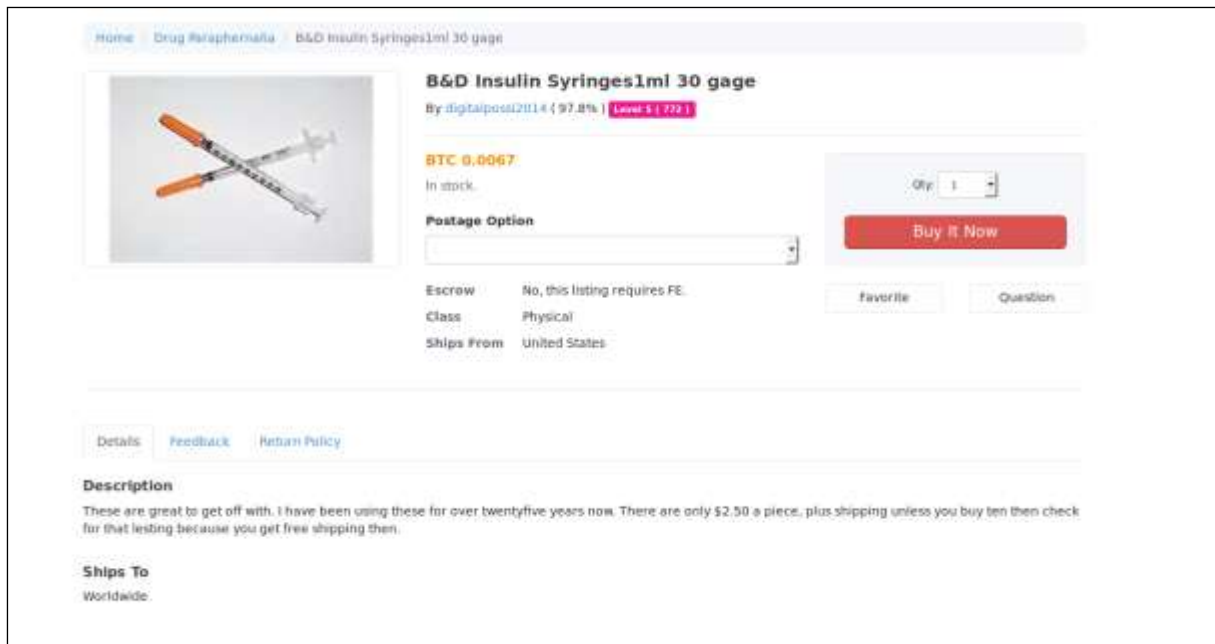 Home Drug Paraphernalia B&D Insulin Syringes1ml 30 gage
B&D Insulin Syringes1ml 30 gage
By digitalpossi2014 ( 97.8% ) Level 5 ( 772 )
BTC 0.0067
In stock.
Qty: 1
Postage Option
Buy It Now
Escrow No, this listing requires FE.
Favorite Question
Class Physical
Ships From United States
Details Feedback Return Policy
Description
These are great to get off with. I have been using these for over twentyfive years now. There are only $2.50 a piece, plus shipping unless you buy ten then check
for that lesting because you get free shipping then.
Ships To
Worldwide